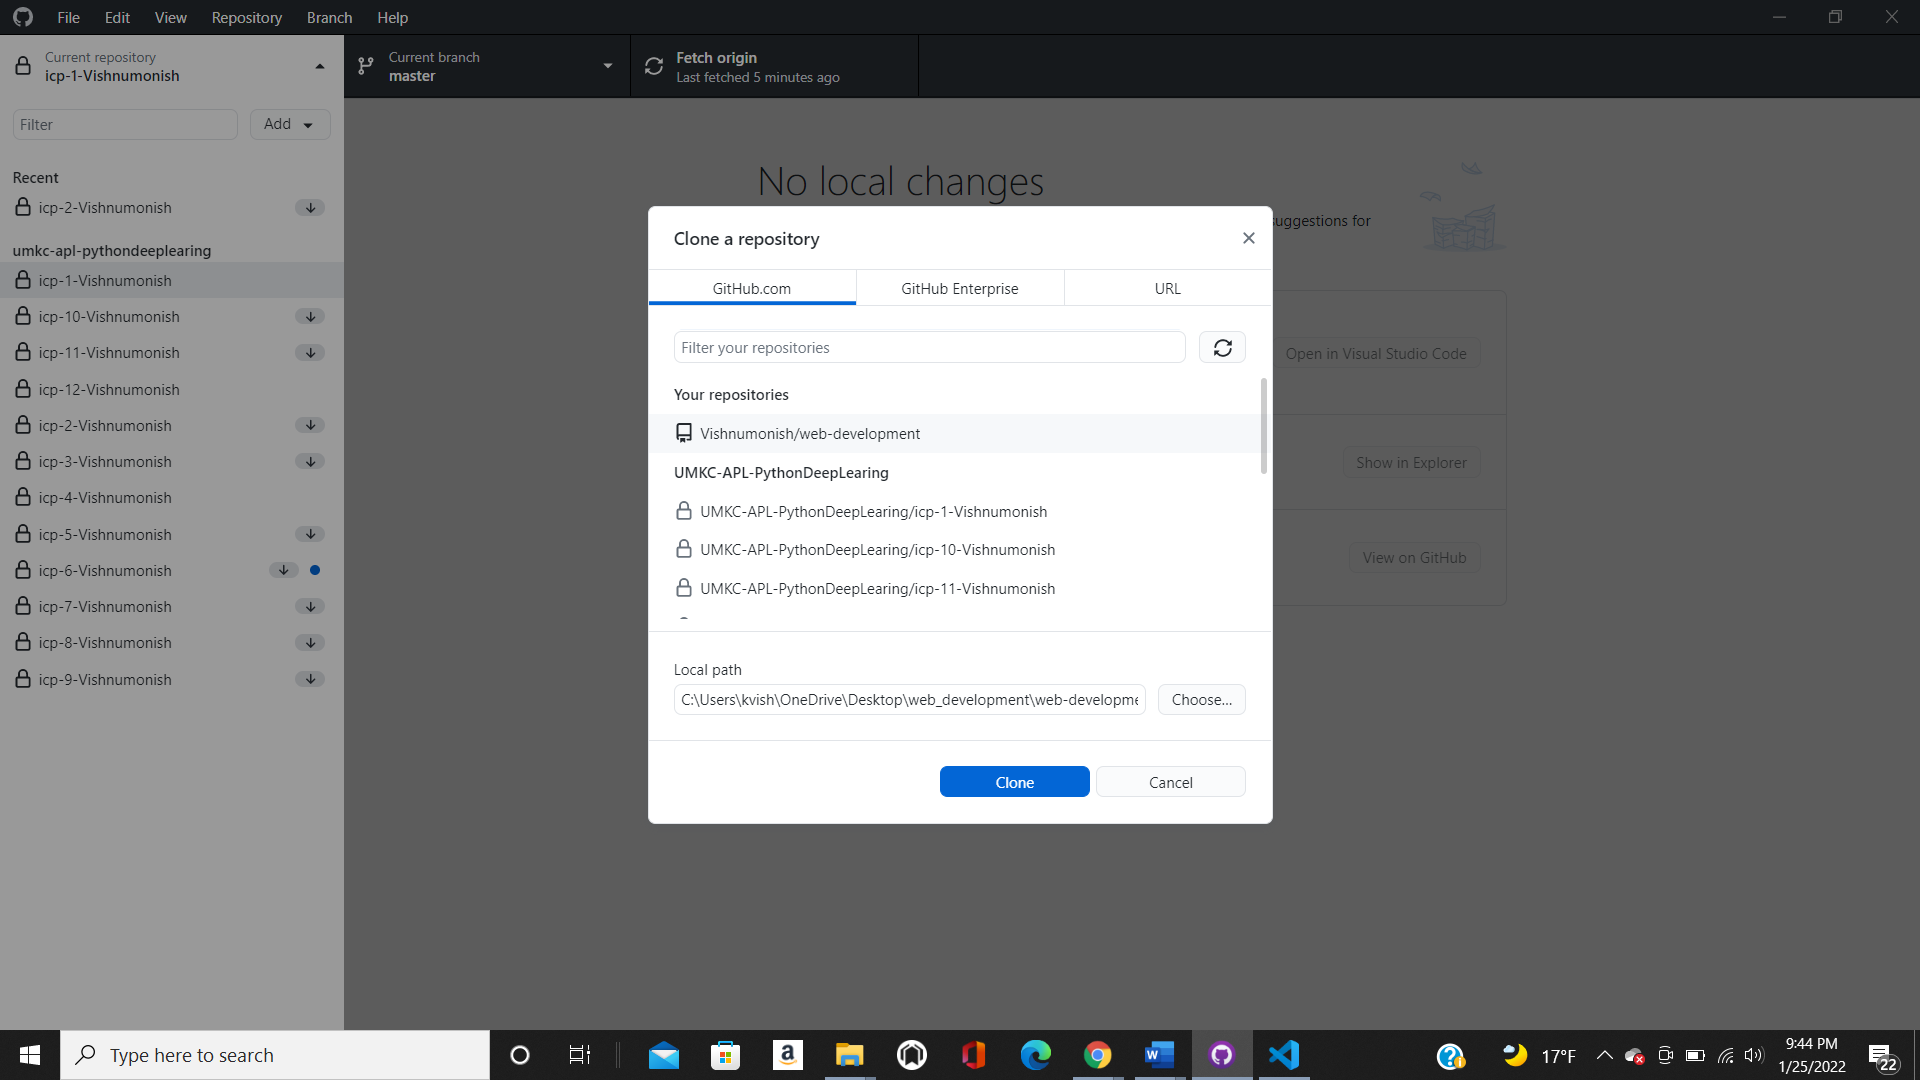 File Edit View Repository Branch Help
Current repository
icp-1-Vishnumonish
Current branch
master
Fetch origin
Last fetched 5 minutes ago
Filter
Add
Recent
icp-2-Vishnumonish
umkc-apl-pythondeeplearing
icp-1-Vishnumonish
icp-10-Vishnumonish
icp-11-Vishnumonish
icp-12-Vishnumonish
icp-2-Vishnumonish
icp-3-Vishnumonish
icp-4-Vishnumonish
icp-5-Vishnumonish
icp-6-Vishnumonish
icp-7-Vishnumonish
icp-8-Vishnumonish
icp-9-Vishnumonish
No local changes
suggestions for
Open in Visual Studio Code
Show in Explorer
View on GitHub
Clone a repository
GitHub.com
GitHub Enterprise
URL
Filter your repositories
Your repositories
Vishnumonish/web-development
UMKC-APL-PythonDeepLearing
UMKC-APL-PythonDeepLearing/icp-1-Vishnumonish
UMKC-APL-PythonDeepLearing/icp-10-Vishnumonish
UMKC-APL-PythonDeepLearing/icp-11-Vishnumonish
Local path
C:\Users\kvish\OneDrive\Desktop\web_development\web-developme
Choose...
Clone
Cancel
Type here to search
17°F
9:44 PM
1/25/2022
22